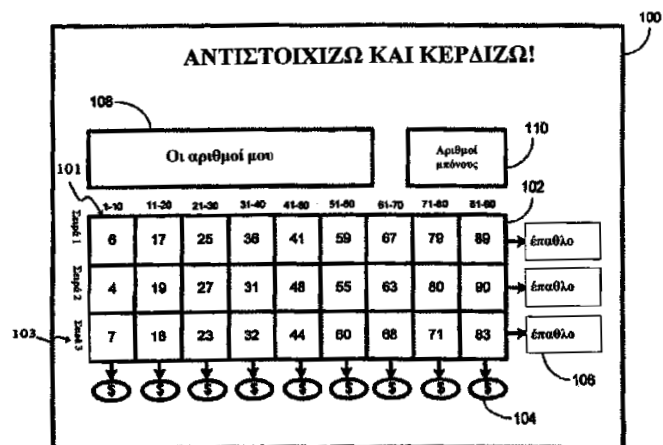 100
ΑΝΤΙΣΤΟΙΧΙΖΩ ΚΑΙ ΚΕΡΔΙΖΩ!
108
110
Οι αριθμοί μου
Αριθμοί
μπόνους
101
102
1-10 11-20 21-30 31-40 41-50 51-60 61-70 71-80 81-90
Σειρά 1 6 17 25 36 41 59 67 79 89 έπαθλο
Σειρά 2 4 19 27 31 48 55 63 80 90 έπαθλο
103 Σειρά 3 7 18 23 32 44 60 68 71 83 έπαθλο
106
$ $ $ $ $ $ $ $ $
104